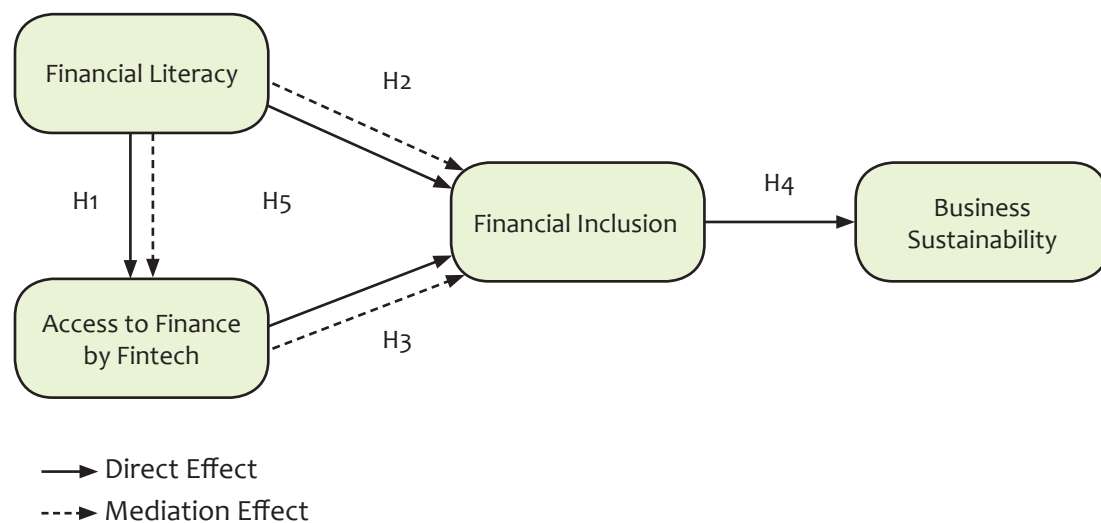 Financial Literacy
H2
H1
H5
Financial Inclusion
H4
Business
Sustainability
Access to Finance
by Fintech
H3
Direct Effect
Mediation Effect